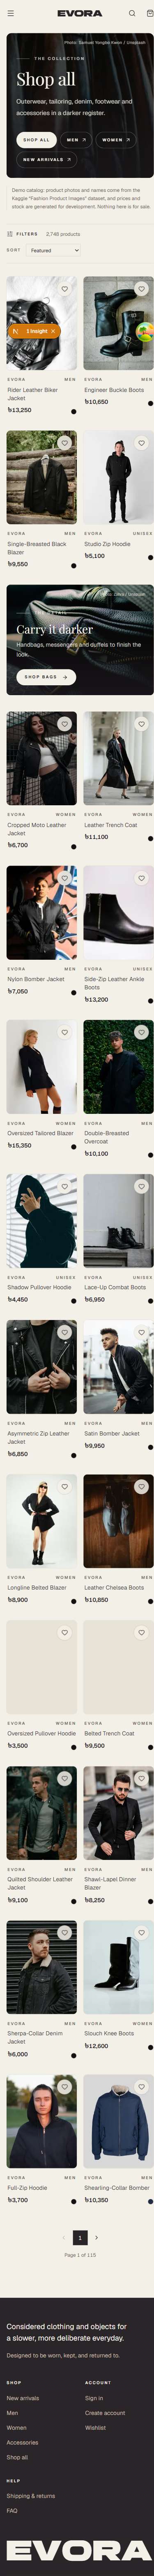 EVORA
Photo: Samuel Yongbo Kwon / Unsplash
THE COLLECTION
Shop all
Outerwear, tailoring, denim, footwear and
accessories in a darker register.
SHOP ALL
MEN
WOMEN
NEW ARRIVALS
Demo catalog: product photos and names come from the
Kaggle "Fashion Product Images" dataset, and prices and
stock are generated for development. Nothing here is for sale.
FILTERS 2,748 products
SORT Featured
N 1 Insight
EVORA MEN
Rider Leather Biker
Jacket
৳13,250
EVORA MEN
Engineer Buckle Boots
৳10,650
EVORA MEN
Single-Breasted Black
Blazer
৳9,550
EVORA UNISEX
Studio Zip Hoodie
৳5,100
Carry it darker
Handbags, messengers and duffels to finish the
look.
SHOP BAGS
EVORA WOMEN
Cropped Moto Leather
Jacket
৳8,700
EVORA WOMEN
Leather Trench Coat
৳11,100
EVORA MEN
Nylon Bomber Jacket
৳7,050
EVORA UNISEX
Side-Zip Leather Ankle
Boots
৳13,200
EVORA WOMEN
Oversized Tailored Blazer
৳15,350
EVORA MEN
Double-Breasted
Overcoat
৳10,100
EVORA UNISEX
Shadow Pullover Hoodie
৳4,450
EVORA UNISEX
Lace-Up Combat Boots
৳6,950
EVORA MEN
Asymmetric Zip Leather
Jacket
৳6,850
EVORA MEN
Satin Bomber Jacket
৳9,950
EVORA WOMEN
Longline Belted Blazer
৳8,900
EVORA MEN
Leather Chelsea Boots
৳10,850
EVORA WOMEN
Oversized Pullover Hoodie
৳3,500
EVORA WOMEN
Belted Trench Coat
৳9,500
EVORA MEN
Quilted Shoulder Leather
Jacket
৳9,100
EVORA MEN
Shawl-Lapel Dinner
Blazer
৳8,250
EVORA MEN
Sherpa-Collar Denim
Jacket
৳6,000
EVORA WOMEN
Slouch Knee Boots
৳12,600
EVORA MEN
Full-Zip Hoodie
৳3,700
EVORA MEN
Shearling-Collar Bomber
৳10,350
1
Page 1 of 115
Considered clothing and objects for
a slower, more deliberate everyday.
Designed to be worn, kept, and returned to.
SHOP
New arrivals
Men
Women
Accessories
Shop all
ACCOUNT
Sign in
Create account
Wishlist
HELP
Shipping & returns
FAQ
EVORA